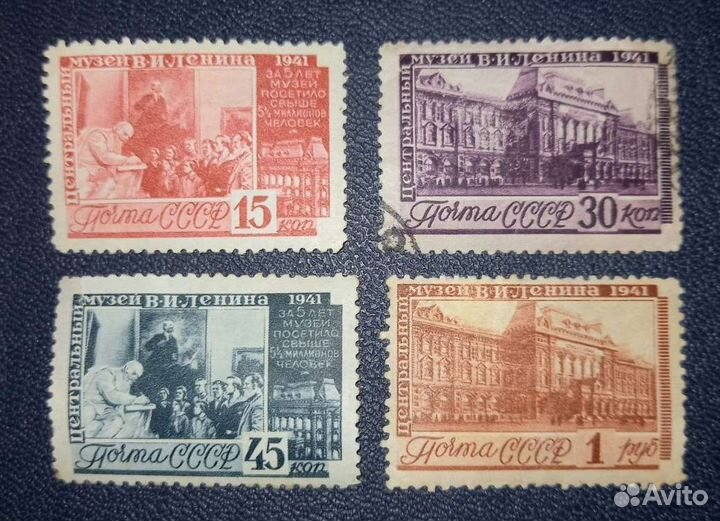 Центральный
музей В.И.Ленина 1941
за 5 лет
музей
посетило
свыше
5½ миллионов
человек
Почта СССР 15 коп
Центральный
музей В.И.Ленина 1941
Почта СССР 30 коп
Центральный
музей В.И.Ленина 1941
за 5 лет
музей
посетило
свыше
5½ миллионов
человек
Почта СССР 45 коп
Центральный
музей В.И.Ленина 1941
Почта СССР 1 руб
Avito